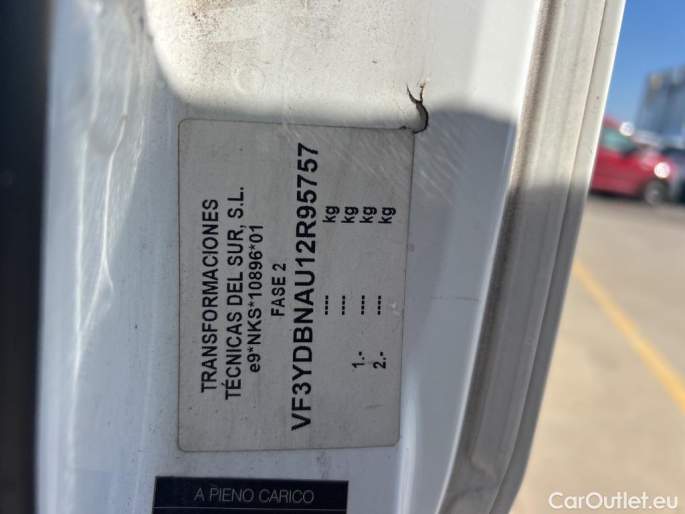 TRANSFORMACIONES
TÉCNICAS DEL SUR, S.L.
e9*NKS*10896*01
FASE 2
VF3YDBNAU12R95757
---- kg
---- kg
1.- ---- kg
2.- ---- kg
A PIENO CARICO
CarOutlet.eu